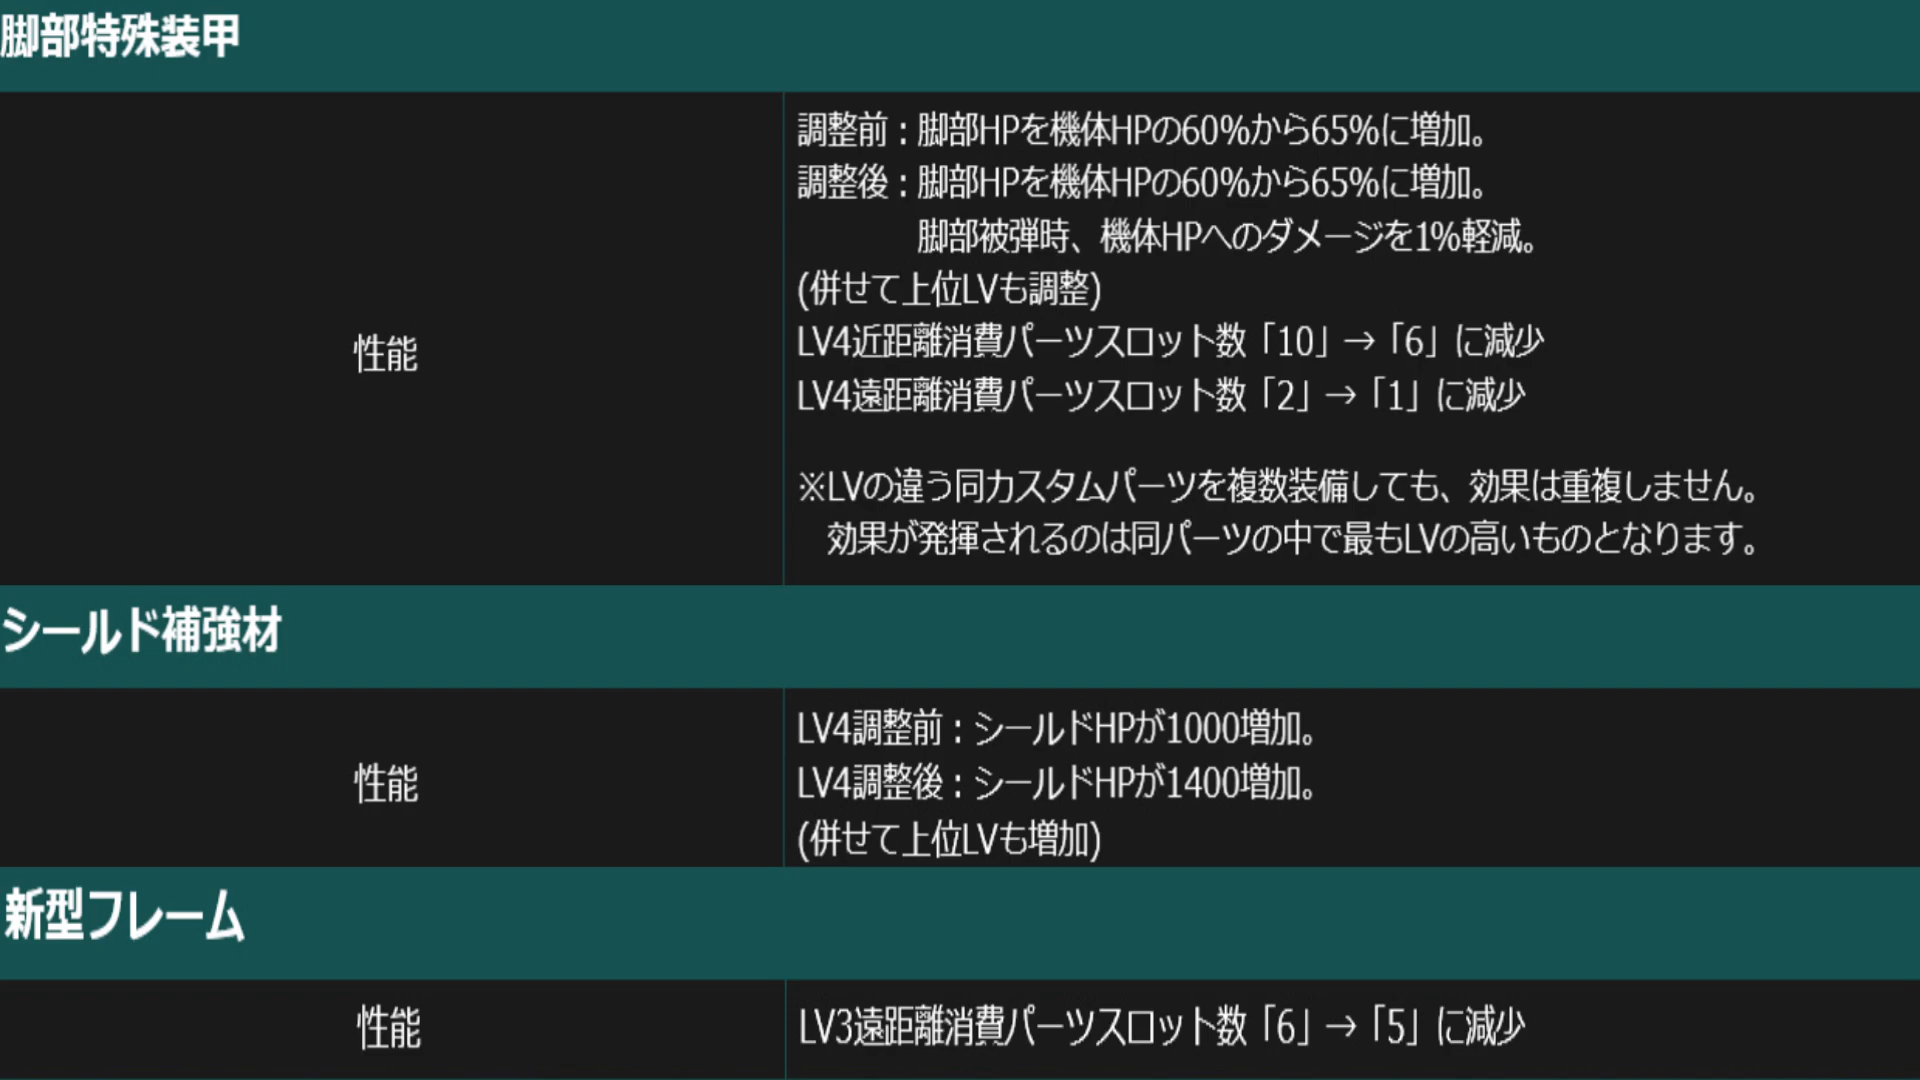 脚部特殊装甲
性能
調整前：脚部HPを機体HPの60%から65%に増加。
調整後：脚部HPを機体HPの60%から65%に増加。
脚部被弾時、機体HPへのダメージを1%軽減。
(併せて上位LVも調整)
LV4近距離消費パーツスロット数「10」→「6」に減少
LV4遠距離消費パーツスロット数「2」→「1」に減少
※LVの違う同カスタムパーツを複数装備しても、効果は重複しません。
効果が発揮されるのは同パーツの中で最もLVの高いものとなります。
シールド補強材
性能
LV4調整前：シールドHPが1000増加。
LV4調整後：シールドHPが1400増加。
(併せて上位LVも増加)
新型フレーム
性能
LV3遠距離消費パーツスロット数「6」→「5」に減少